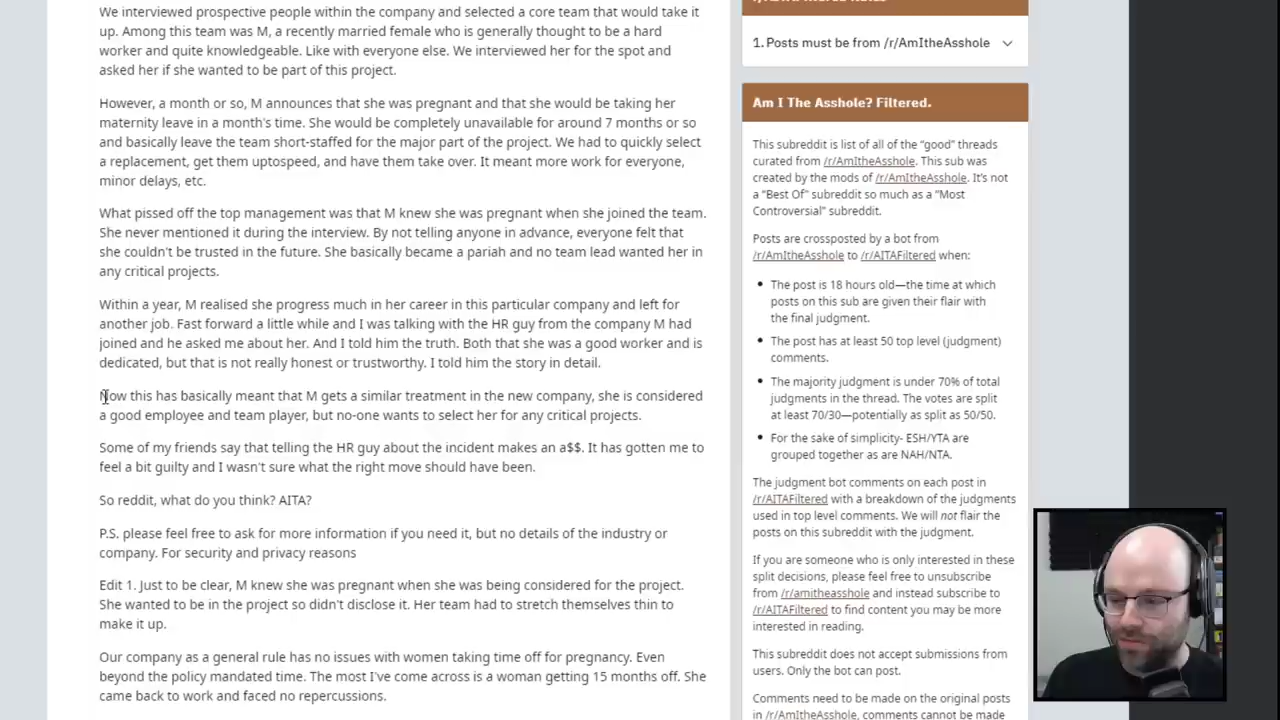 We interviewed prospective people within the company and selected a core team that would take it
up. Among this team was M, a recently married female who is generally thought to be a hard
worker and quite knowledgeable. Like with everyone else. We interviewed her for the spot and
asked her if she wanted to be part of this project.
However, a month or so, M announces that she was pregnant and that she would be taking her
maternity leave in a month's time. She would be completely unavailable for around 7 months or so
and basically leave the team short-staffed for the major part of the project. We had to quickly select
a replacement, get them uptospeed, and have them take over. It meant more work for everyone,
minor delays, etc.
What pissed off the top management was that M knew she was pregnant when she joined the team.
She never mentioned it during the interview. By not telling anyone in advance, everyone felt that
she couldn't be trusted in the future. She basically became a pariah and no team lead wanted her in
any critical projects.
Within a year, M realised she progress much in her career in this particular company and left for
another job. Fast forward a little while and I was talking with the HR guy from the company M had
joined and he asked me about her. And I told him the truth. Both that she was a good worker and is
dedicated, but that is not really honest or trustworthy. I told him the story in detail.
Now this has basically meant that M gets a similar treatment in the new company, she is considered
a good employee and team player, but no-one wants to select her for any critical projects.
Some of my friends say that telling the HR guy about the incident makes an a$$. It has gotten me to
feel a bit guilty and I wasn't sure what the right move should have been.
So reddit, what do you think? AITA?
P.S. please feel free to ask for more information if you need it, but no details of the industry or
company. For security and privacy reasons
Edit 1. Just to be clear, M knew she was pregnant when she was being considered for the project.
She wanted to be in the project so didn't disclose it. Her team had to stretch themselves thin to
make it up.
Our company as a general rule has no issues with women taking time off for pregnancy. Even
beyond the policy mandated time. The most I've come across is a woman getting 15 months off. She
came back to work and faced no repercussions.
1. Posts must be from /r/AmItheAsshole
Am I The Asshole? Filtered.
This subreddit is list of all of the "good" threads
curated from /r/AmItheAsshole. This sub was
created by the mods of /r/AmItheAsshole. It's not
a "Best Of" subreddit so much as a "Most
Controversial" subreddit.
Posts are crossposted by a bot from
/r/AmItheAsshole to /r/AITAFiltered when:
• The post is 18 hours old—the time at which
posts on this sub are given their flair with
the final judgment.
• The post has at least 50 top level (judgment)
comments.
• The majority judgment is under 70% of total
judgments in the thread. The votes are split
at least 70/30—potentially as split as 50/50.
• For the sake of simplicity- ESH/YTA are
grouped together as are NAH/NTA.
The judgment bot comments on each post in
/r/AITAFiltered with a breakdown of the judgments
used in top level comments. We will not flair the
posts on this subreddit with the judgment.
If you are someone who is only interested in these
split decisions, please feel free to unsubscribe
from /r/amitheasshole and instead subscribe to
/r/AITAFiltered to find content you may be more
interested in reading.
This subreddit does not accept submissions from
users. Only the bot can post.
Comments need to be made on the original posts
in /r/AmItheAsshole, comments cannot be made